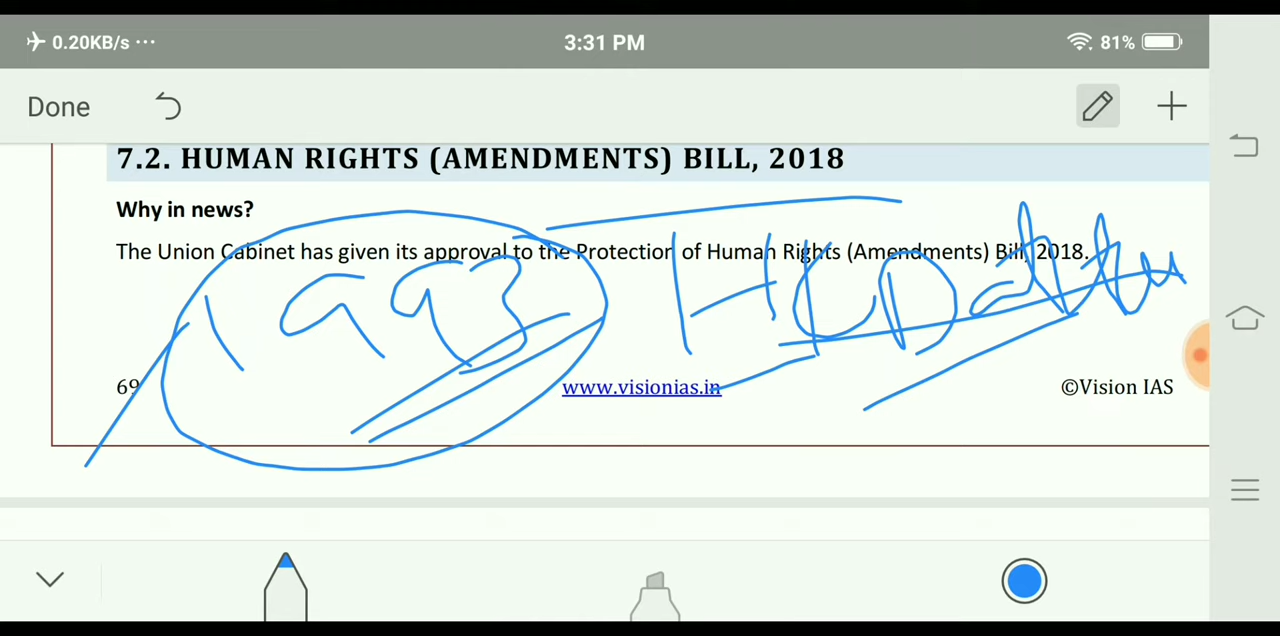 0.20KB/s ... 3:31 PM 81%
Done
7.2. HUMAN RIGHTS (AMENDMENTS) BILL, 2018
Why in news?
The Union Cabinet has given its approval to the Protection of Human Rights (Amendments) Bill, 2018.
1993
69 www.visionias.in ©Vision IAS